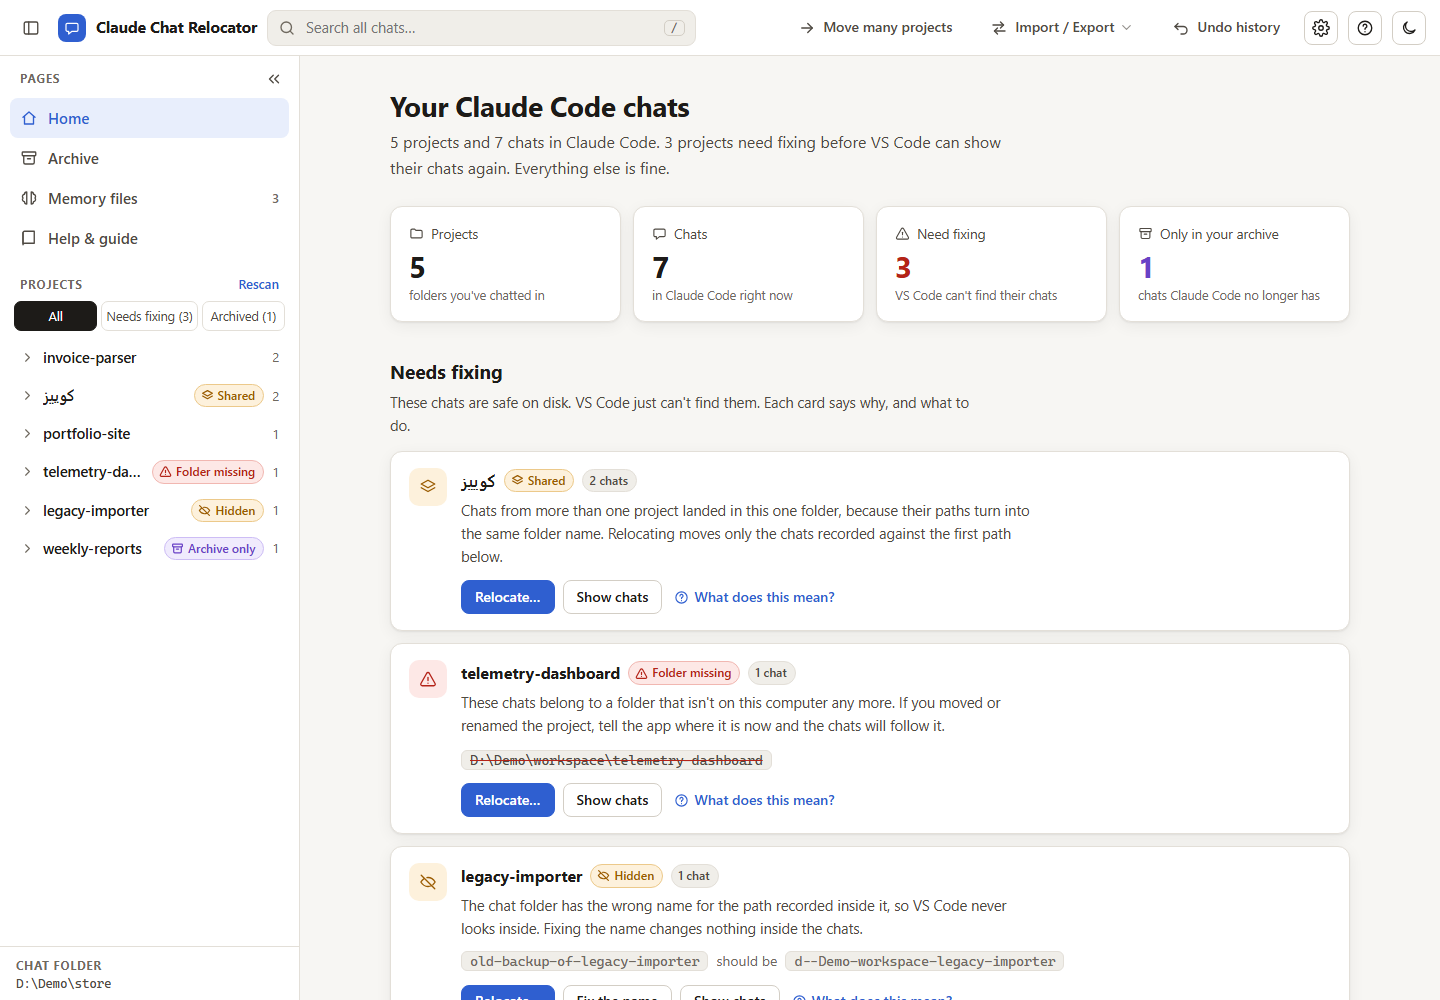 Claude Chat Relocator
Search all chats...
/
Move many projects
Import / Export
Undo history
PAGES
Home
Archive
Memory files 3
Help & guide
PROJECTS Rescan
All Needs fixing (3) Archived (1)
invoice-parser 2
كوبيز Shared 2
portfolio-site 1
telemetry-da... Folder missing 1
legacy-importer Hidden 1
weekly-reports Archive only 1
CHAT FOLDER
D:\Demo\store
Your Claude Code chats
5 projects and 7 chats in Claude Code. 3 projects need fixing before VS Code can show
their chats again. Everything else is fine.
Projects
5
folders you've chatted in
Chats
7
in Claude Code right now
Need fixing
3
VS Code can't find their chats
Only in your archive
1
chats Claude Code no longer has
Needs fixing
These chats are safe on disk. VS Code just can't find them. Each card says why, and what to
do.
كوبيز Shared 2 chats
Chats from more than one project landed in this one folder, because their paths turn into
the same folder name. Relocating moves only the chats recorded against the first path
below.
Relocate... Show chats What does this mean?
telemetry-dashboard Folder missing 1 chat
These chats belong to a folder that isn't on this computer any more. If you moved or
renamed the project, tell the app where it is now and the chats will follow it.
D:\Demo\workspace\telemetry-dashboard
Relocate... Show chats What does this mean?
legacy-importer Hidden 1 chat
The chat folder has the wrong name for the path recorded inside it, so VS Code never
looks inside. Fixing the name changes nothing inside the chats.
old-backup-of-legacy-importer should be d--Demo-workspace-legacy-importer
Relocate... Fix the name Show chats What does this mean?